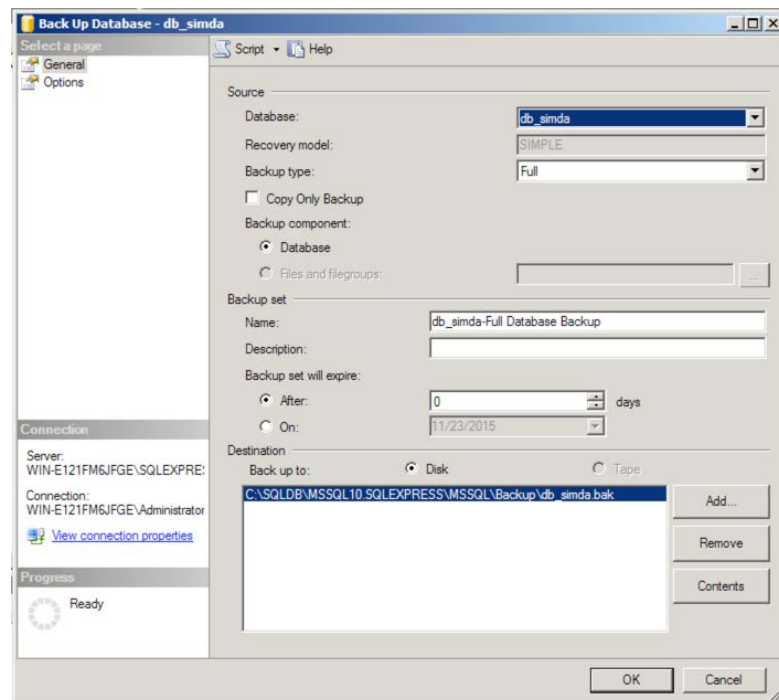 Back Up Database - db_simda
Select a page
General
Options
Script
Help
Source
Database:
db_simda
Recovery model:
SIMPLE
Backup type:
Full
Copy Only Backup
Backup component:
Database
Files and filegroups:
...
Backup set
Name:
db_simda-Full Database Backup
Description:
Backup set will expire:
After:
0
days
On:
11/23/2015
Destination
Back up to:
Disk
Tape
C:\SQLDB\MSSQL10.SQLEXPRESS\MSSQL\Backup\db_simda.bak
Add...
Remove
Contents
Connection
Server:
WIN-E121FM6JFGE\SQLEXPRE
Connection:
WIN-E121FM6JFGE\Administrator
View connection properties
Progress
Ready
OK
Cancel